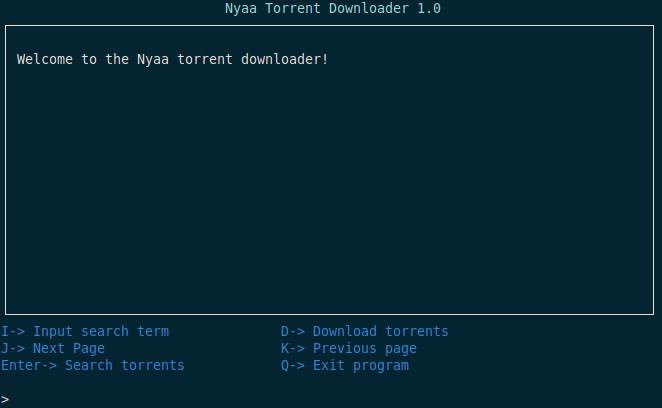 Nyaa Torrent Downloader 1.0
Welcome to the Nyaa torrent downloader!
I-> Input search term D-> Download torrents
J-> Next Page K-> Previous page
Enter-> Search torrents Q-> Exit program
>